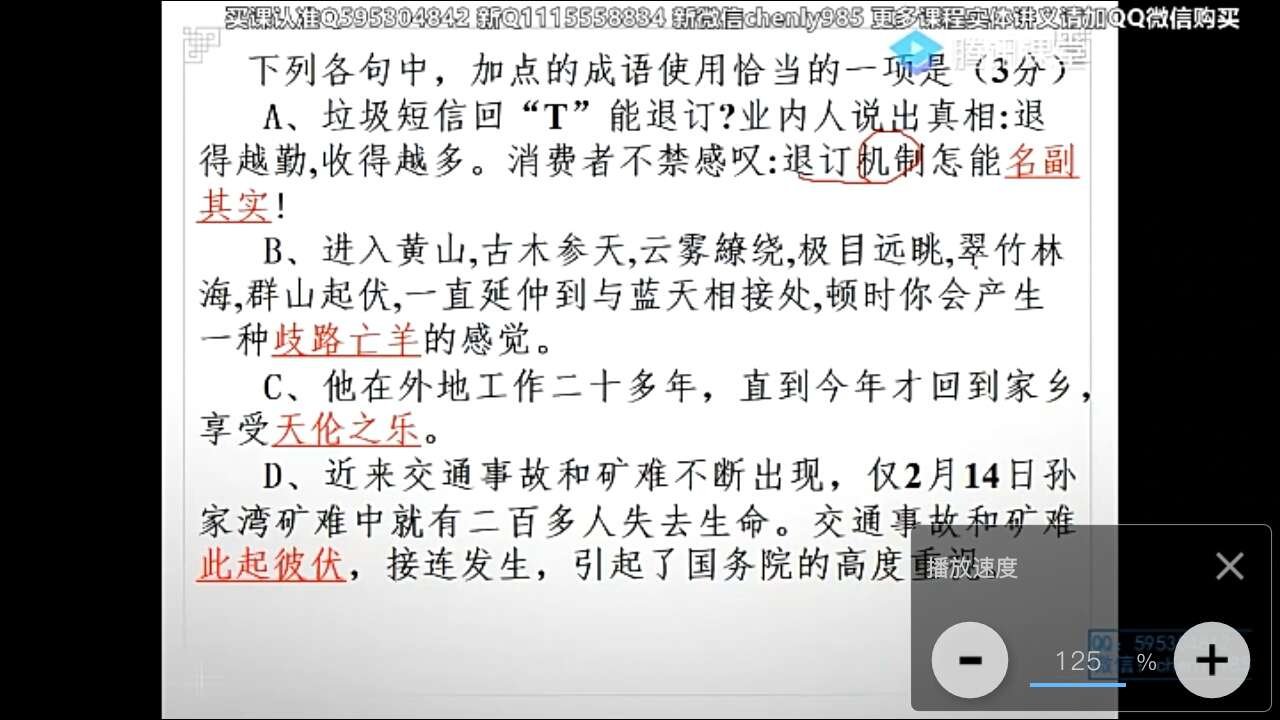 买课认准Q595304842 新Q1115558834 新微信chenly985 更多课程实体讲义请加QQ微信购买
腾讯课堂
下列各句中，加点的成语使用恰当的一项是（3分）
A、垃圾短信回“T”能退订?业内人说出真相:退
得越勤,收得越多。消费者不禁感叹:退订机制怎能名副
其实!
B、进入黄山,古木参天,云雾繚绕,极目远眺,翠竹林
海,群山起伏,一直延伸到与蓝天相接处,顿时你会产生
一种歧路亡羊的感觉。
C、他在外地工作二十多年，直到今年才回到家乡，
享受天伦之乐。
D、近来交通事故和矿难不断出现，仅2月14日孙
家湾矿难中就有二百多人失去生命。交通事故和矿难
此起彼伏，接连发生，引起了国务院的高度重视
播放速度
- 125 % +